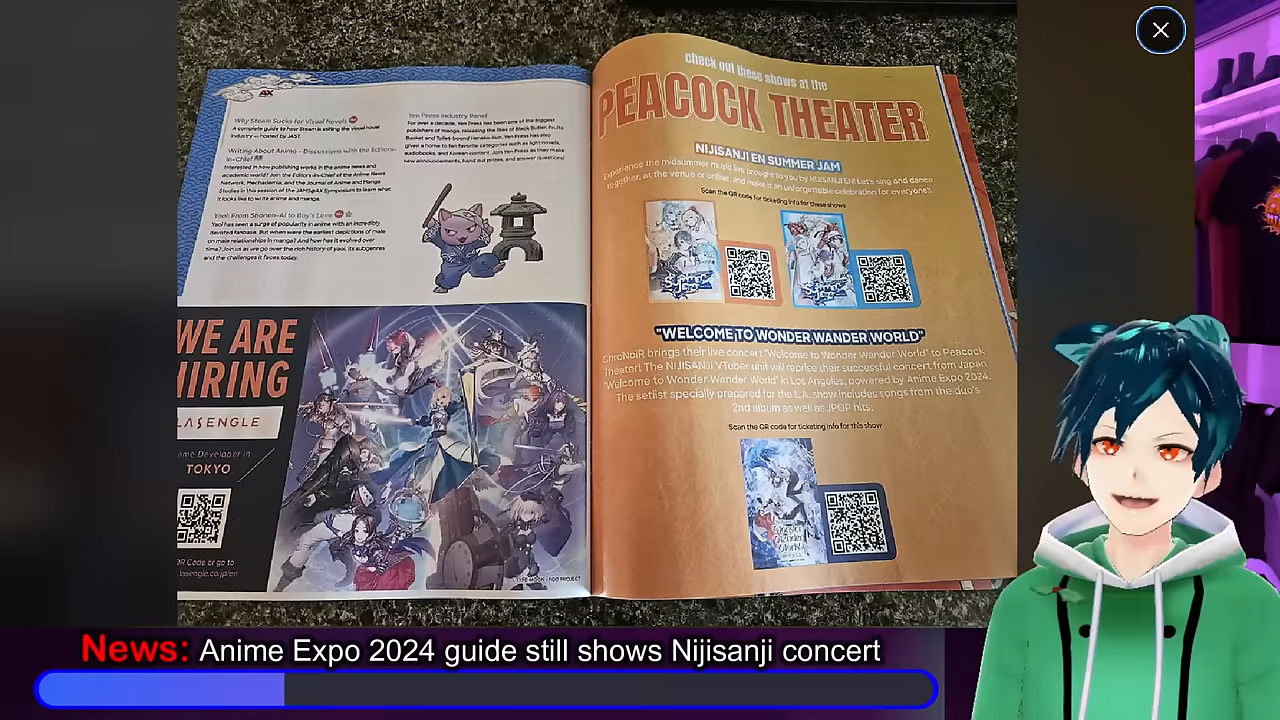 AX
Why Steam Sucks for Visual Novels
A complete guide to how Steam is stifling the visual novel
industry — hosted by JAST.
Writing About Anime - Discussions with the Editors-
in-Chief
Interested in how publishing works in the anime news and
academic world? Join the Editors-in-Chief of the Anime News
Network, Mechademia, and the Journal of Anime and Manga
Studies in this session of the JAMS@AX Symposium to learn what
it looks like to write anime and manga.
Yaoi: From Shonen-Ai to Boy's Love
Yaoi has seen a surge of popularity in anime with an incredibly
devoted fanbase. But when were the earliest depictions of male
on male relationships in manga? And how has it evolved over
time? Join us as we go over the rich history of yaoi, its subgenres
and the challenges it faces today.
Yen Press Industry Panel
For over a decade, Yen Press has been one of the biggest
publishers of manga, releasing the likes of Black Butler, Fruits
Basket and Toilet-bound Hanako-kun. Yen Press has also
given a home to fan favorite categories such as light novels,
audiobooks, and Korean content. Join Yen Press as they make
new announcements, hand out prizes, and answer questions!
WE ARE
HIRING
LASENGLE
Game Developer in
TOKYO
QR Code or go to
lasengle.co.jp/en
TYPE-MOON / FGO PROJECT
check out these shows at the
PEACOCK THEATER
NIJISANJI EN SUMMER JAM
Experience the midsummer music live brought to you by NIJISANJI EN! Let's sing and dance
together, at the venue or online, and make it an unforgettable celebration for everyone!!
Scan the QR code for ticketing info for these shows
"WELCOME TO WONDER WANDER WORLD"
ChroNoiR brings their live concert "Welcome to Wonder Wander World" to Peacock
Theater! The NIJISANJI VTuber unit will reprise their successful concert from Japan
"Welcome to Wonder Wander World" in Los Angeles, powered by Anime Expo 2024.
The setlist specially prepared for the L.A. show includes songs from the duo's
2nd album as well as JPOP hits.
Scan the QR code for ticketing info for this show
News: Anime Expo 2024 guide still shows Nijisanji concert